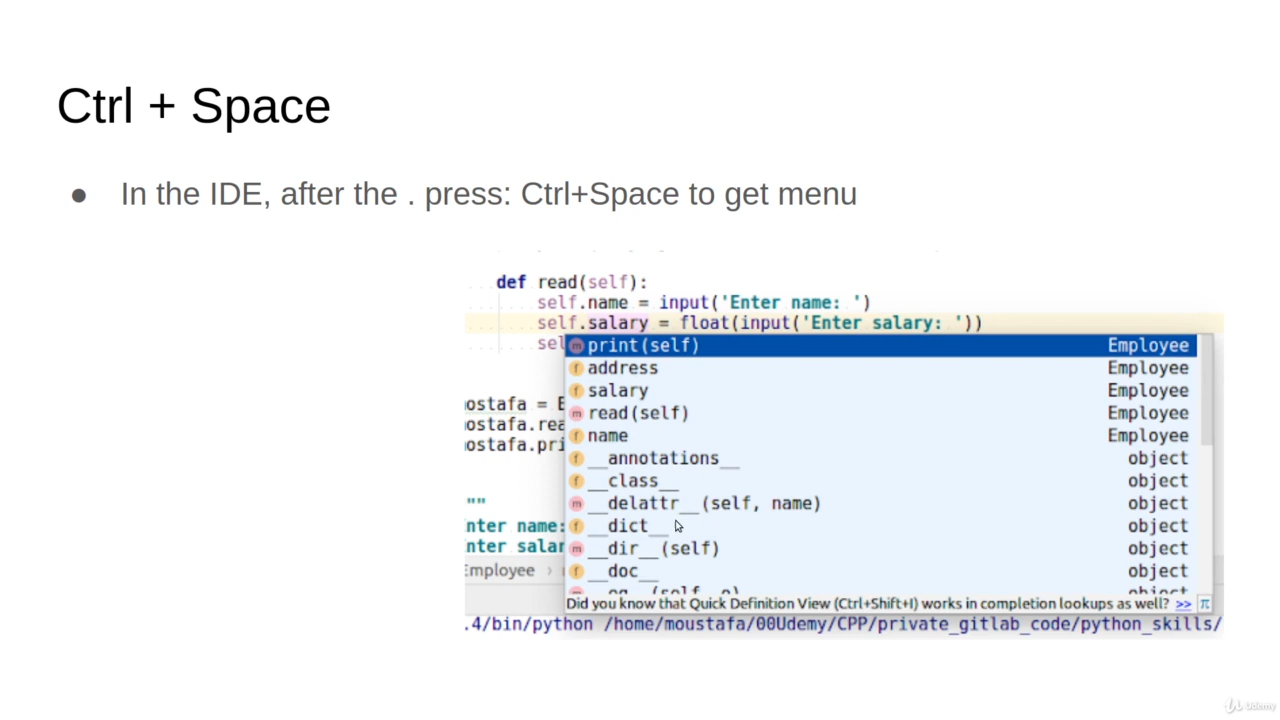 Ctrl + Space
● In the IDE, after the . press: Ctrl+Space to get menu
def read(self):
self.name = input('Enter name: ')
self.salary = float(input('Enter salary: '))
sel
print(self) Employee
address Employee
salary Employee
read(self) Employee
name Employee
__annotations__ object
__class__ object
__delattr__(self, name) object
__dict__ object
__dir__(self) object
__doc__ object
ostafa = E
ostafa.rea
ostafa.pri
""
nter name:
nter salar
Employee ›
Did you know that Quick Definition View (Ctrl+Shift+I) works in completion lookups as well? >> π
.4/bin/python /home/moustafa/00Udemy/CPP/private_gitlab_code/python_skills/
Udemy